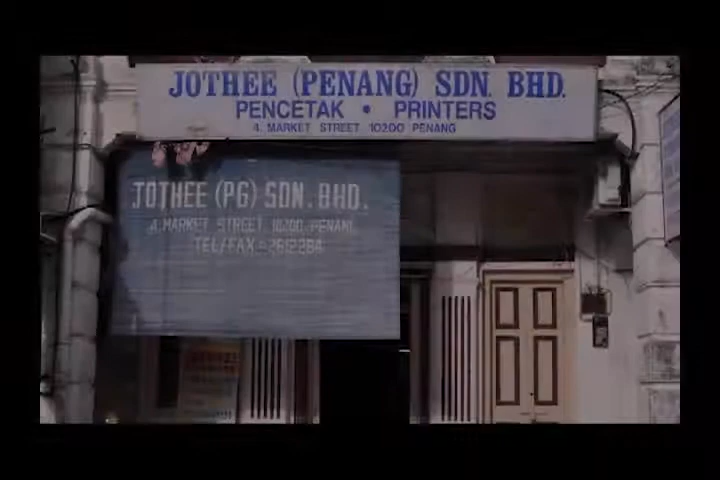 JOTHEE (PENANG) SDN. BHD.
PENCETAK • PRINTERS
4, MARKET STREET 10200 PENANG
JOTHEE (PG) SDN. BHD.
4, MARKET STREET 10200 PENANG
TEL/FAX